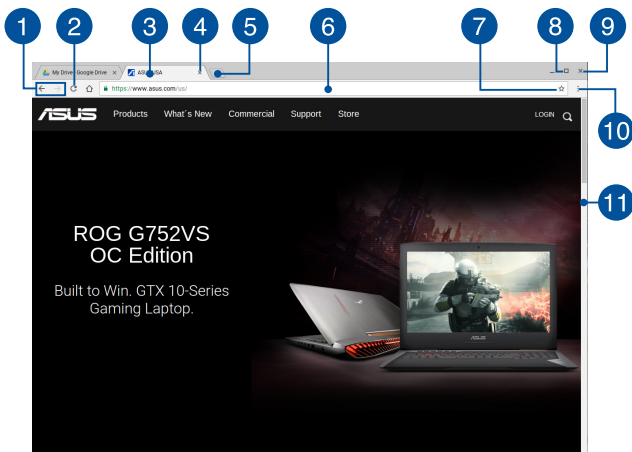 1 2 3 4 5 6 7 8 9
My Drive - Google Drive × ASUS USA ×
https://www.asus.com/us/
10
ASUS Products What´s New Commercial Support Store LOGIN
11
ROG G752VS
OC Edition
Built to Win. GTX 10-Series
Gaming Laptop.
ASUS